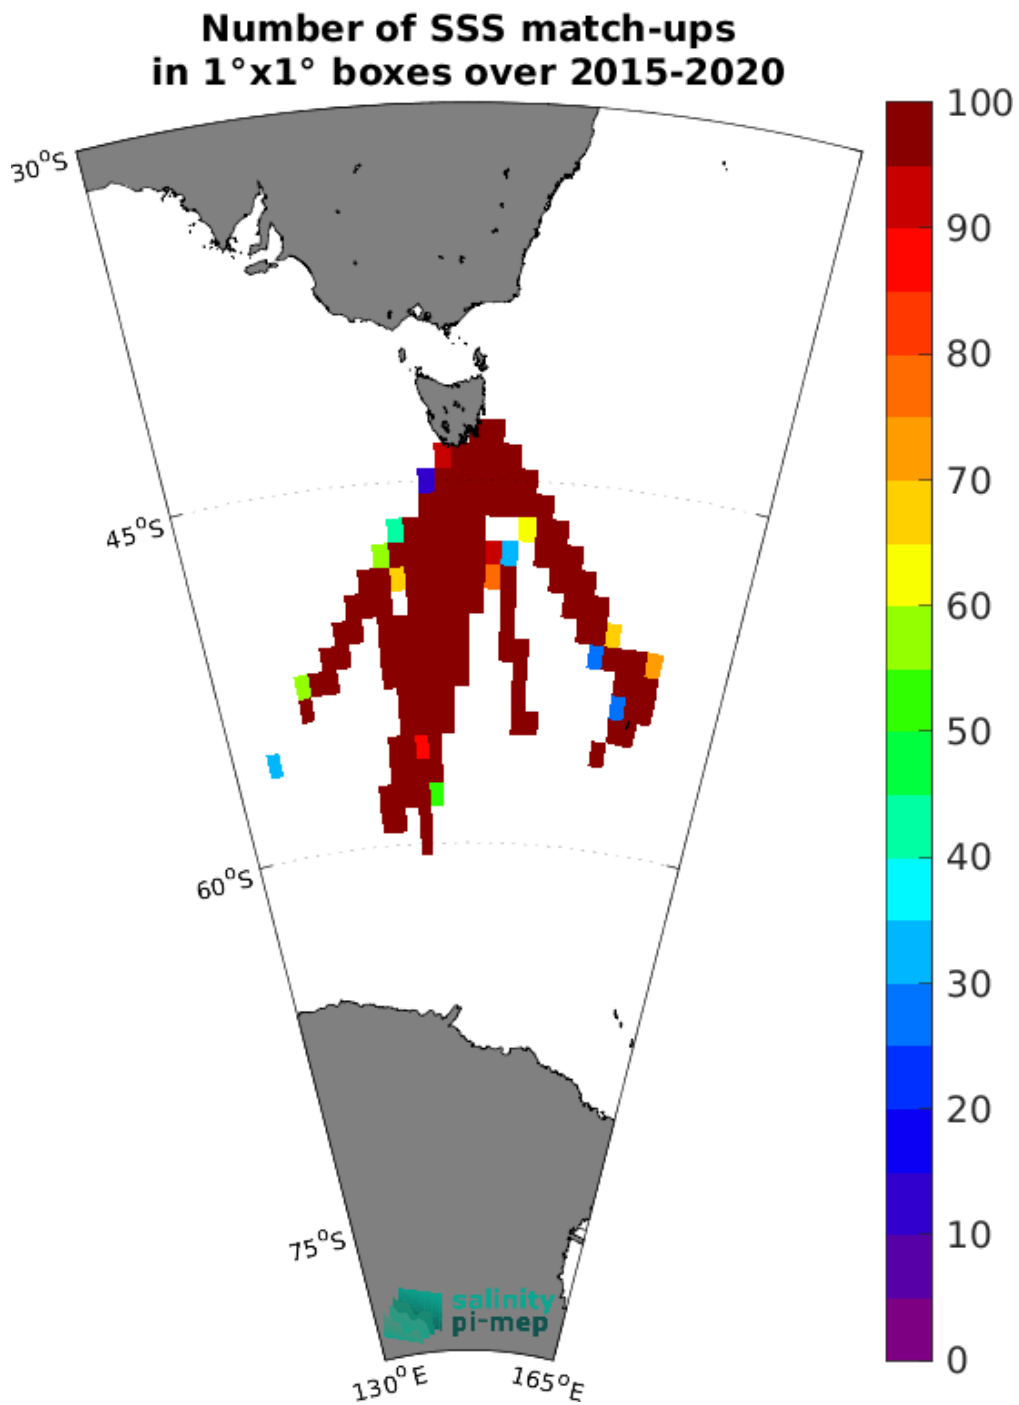 Number of SSS match-ups
in 1°x1° boxes over 2015-2020
30°S
45°S
60°S
75°S
130°E
165°E
100
90
80
70
60
50
40
30
20
10
0
salinity
pi-mep